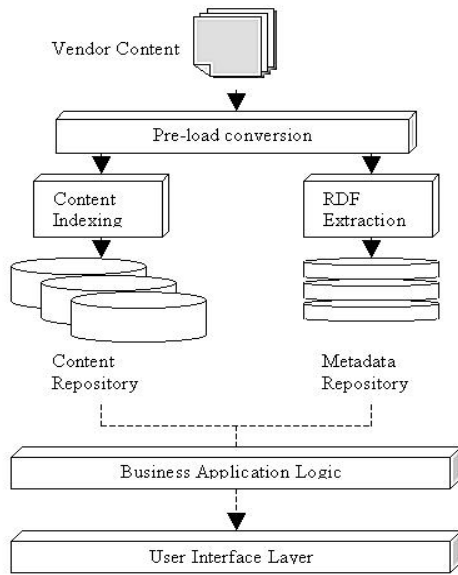 Vendor Content
Pre-load conversion
Content
Indexing
RDF
Extraction
Content
Repository
Metadata
Repository
Business Application Logic
User Interface Layer